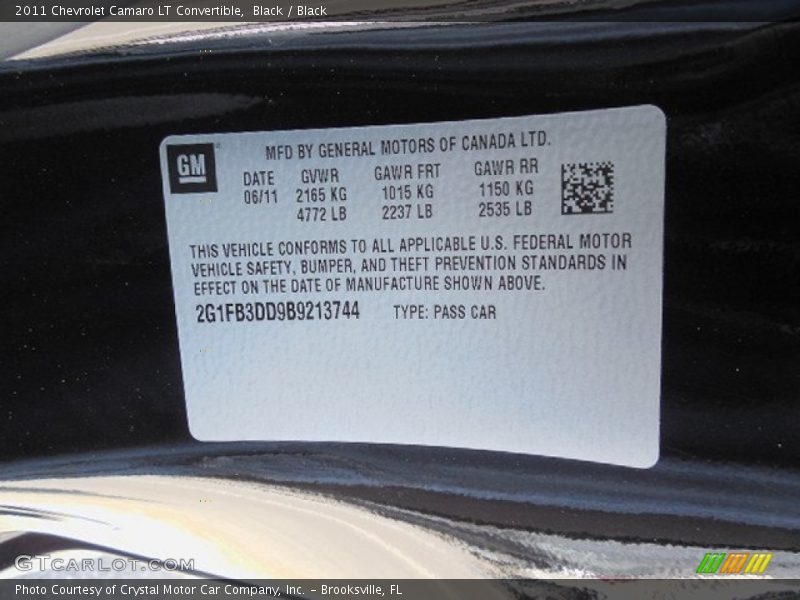 2011 Chevrolet Camaro LT Convertible, Black / Black
GM
MFD BY GENERAL MOTORS OF CANADA LTD.
DATE GVWR GAWR FRT GAWR RR
06/11 2165 KG 1015 KG 1150 KG
4772 LB 2237 LB 2535 LB
THIS VEHICLE CONFORMS TO ALL APPLICABLE U.S. FEDERAL MOTOR
VEHICLE SAFETY, BUMPER, AND THEFT PREVENTION STANDARDS IN
EFFECT ON THE DATE OF MANUFACTURE SHOWN ABOVE.
2G1FB3DD9B9213744 TYPE: PASS CAR
GTCARLOT.COM
Photo Courtesy of Crystal Motor Car Company, Inc. – Brooksville, FL